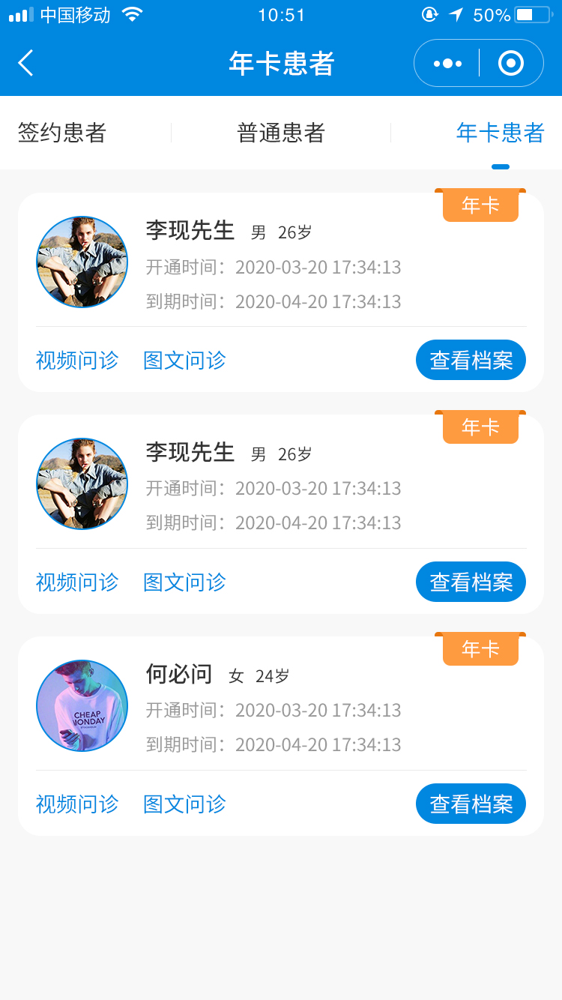 中国移动 10:51 50%
年卡患者
签约患者 普通患者 年卡患者
年卡
李现先生 男 26岁
开通时间：2020-03-20 17:34:13
到期时间：2020-04-20 17:34:13
视频问诊 图文问诊 查看档案
年卡
李现先生 男 26岁
开通时间：2020-03-20 17:34:13
到期时间：2020-04-20 17:34:13
视频问诊 图文问诊 查看档案
年卡
何必问 女 24岁
开通时间：2020-03-20 17:34:13
到期时间：2020-04-20 17:34:13
CHEAP
MONDAY
视频问诊 图文问诊 查看档案